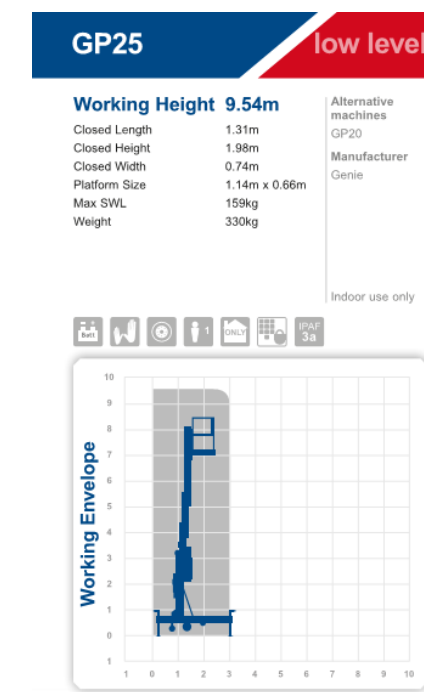 GP25
low level
Working Height 9.54m
Closed Length 1.31m
Closed Height 1.98m
Closed Width 0.74m
Platform Size 1.14m x 0.66m
Max SWL 159kg
Weight 330kg
Alternative
machines
GP20
Manufacturer
Genie
Indoor use only
Batt
1
ONLY
IPAF
3a
Working Envelope
10
9
8
7
6
5
4
3
2
1
0
1
1 0 1 2 3 4 5 6 7 8 9 10